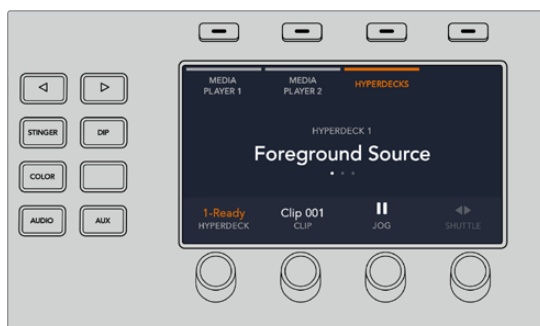 MEDIA
PLAYER 1
MEDIA
PLAYER 2
HYPERDECKS
STINGER
DIP
HYPERDECK 1
Foreground Source
COLOR
AUDIO
AUX
1-Ready
HYPERDECK
Clip 001
CLIP
JOG
SHUTTLE